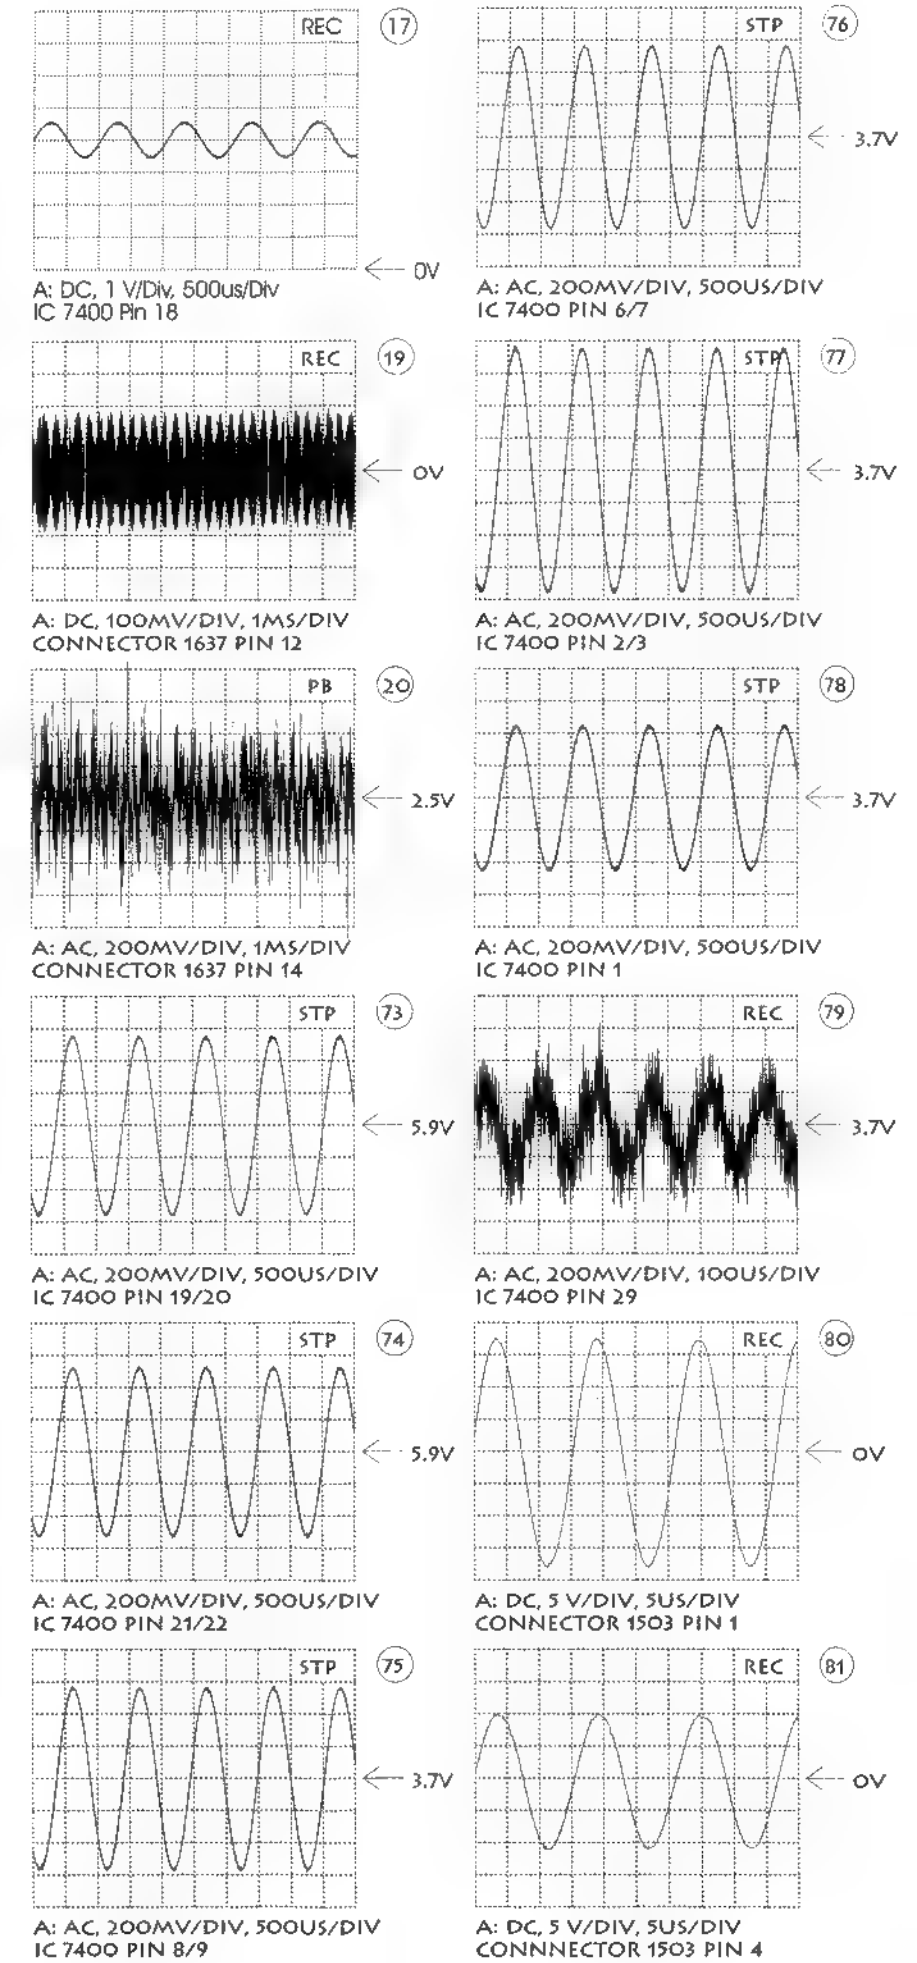 REC 17
0V
A: DC, 1 V/Div, 500us/Div
IC 7400 Pin 18
REC 19
0V
A: DC, 100MV/DIV, 1MS/DIV
CONNECTOR 1637 PIN 12
PB 20
2.5V
A: AC, 200MV/DIV, 1MS/DIV
CONNECTOR 1637 PIN 14
STP 73
5.9V
A: AC, 200MV/DIV, 500US/DIV
IC 7400 PIN 19/20
STP 74
5.9V
A: AC, 200MV/DIV, 500US/DIV
IC 7400 PIN 21/22
STP 75
3.7V
A: AC, 200MV/DIV, 500US/DIV
IC 7400 PIN 8/9
STP 76
3.7V
A: AC, 200MV/DIV, 500US/DIV
IC 7400 PIN 6/7
STP 77
3.7V
A: AC, 200MV/DIV, 500US/DIV
IC 7400 PIN 2/3
STP 78
3.7V
A: AC, 200MV/DIV, 500US/DIV
IC 7400 PIN 1
REC 79
3.7V
A: AC, 200MV/DIV, 100US/DIV
IC 7400 PIN 29
REC 80
0V
A: DC, 5 V/DIV, 5US/DIV
CONNECTOR 1503 PIN 1
REC 81
0V
A: DC, 5 V/DIV, 5US/DIV
CONNNECTOR 1503 PIN 4